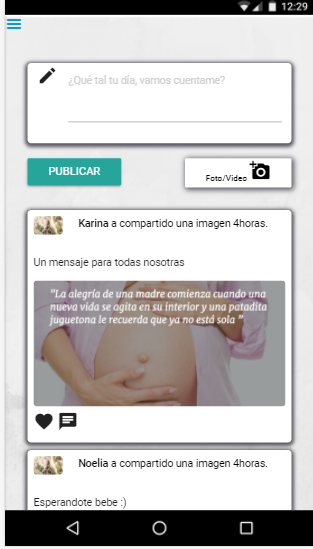 12:29
¿Qué tal tu día, vamos cuentame?
PUBLICAR
Foto/Video
Karina a compartido una imagen 4horas.
Un mensaje para todas nosotras
"La alegría de una madre comienza cuando una
nueva vida se agita en su interior y una patadita
juguetona le recuerda que ya no está sola "
Noelia a compartido una imagen 4horas.
Esperandote bebe :)